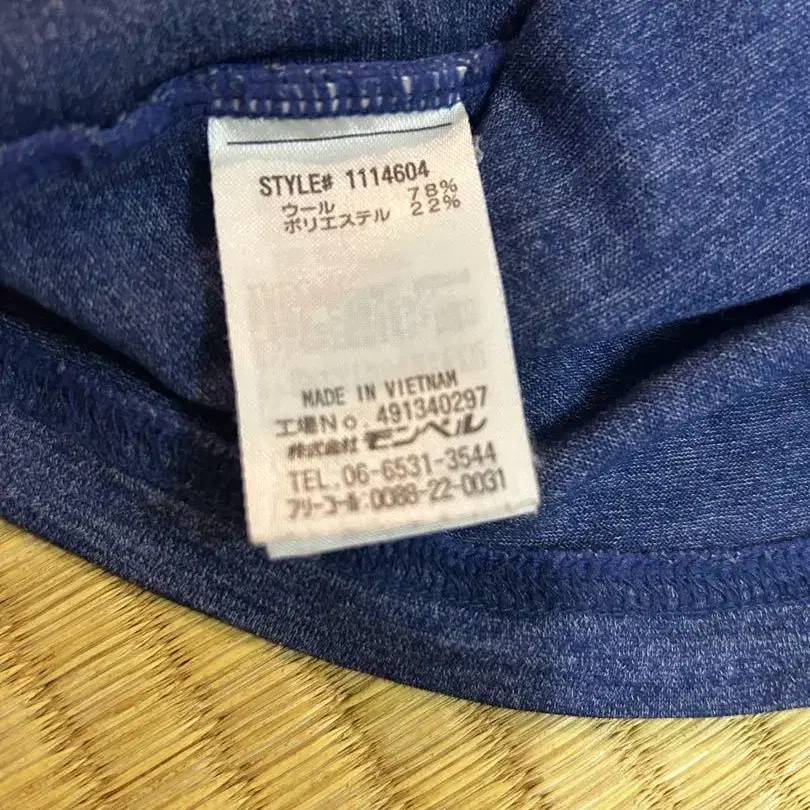 STYLE# 1114604
ウール 78%
ポリエステル 22%
MADE IN VIETNAM
工場No. 491340297
株式会社 モンベル
TEL. 06-6531-3544
フリーコール:0088-22-0031